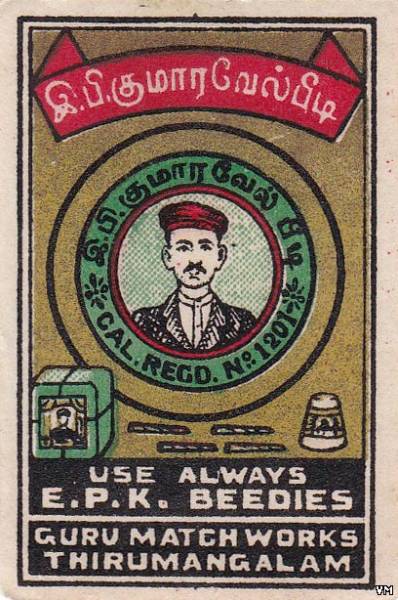 இ.பி.குமாரவேல்பீடி
இ.பி.குமாரவேல் பீடி
CAL. REGD. Nº 1201
USE ALWAYS
E.P.K. BEEDIES
GURU MATCH WORKS
THIRUMANGALAM
VM